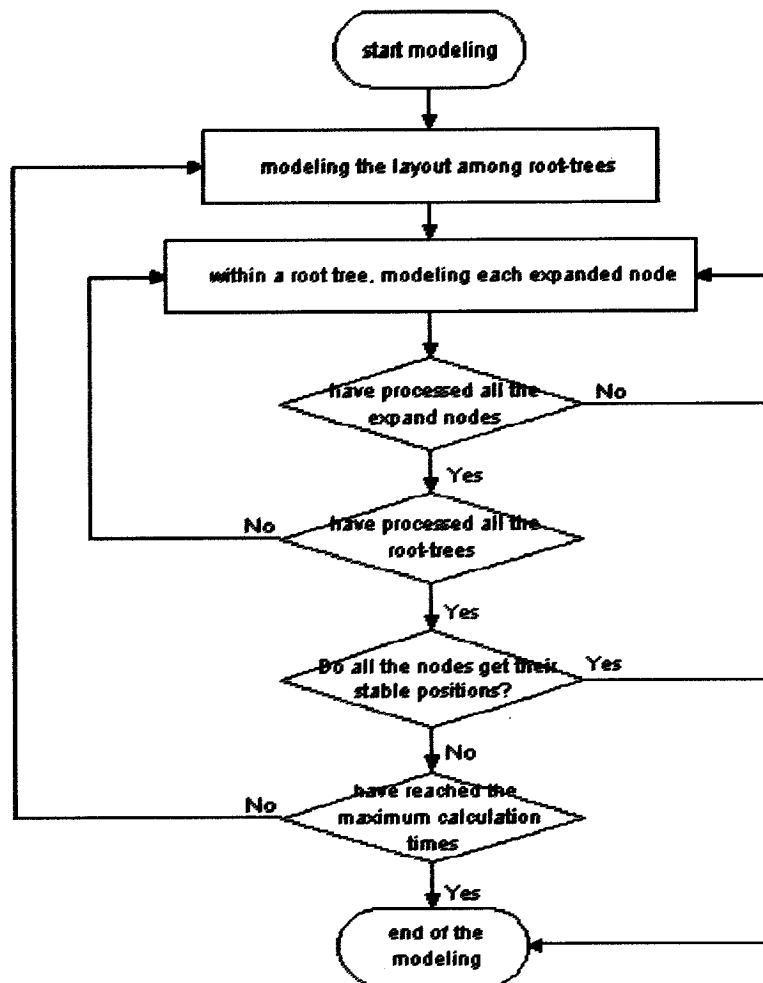 start modeling
modeling the layout among root-trees
within a root tree, modeling each expanded node
have processed all the
expand nodes
No
Yes
have processed all the
root-trees
No
Yes
Do all the nodes get their
stable positions?
Yes
No
have reached the
maximum calculation
times
No
Yes
end of the
modeling